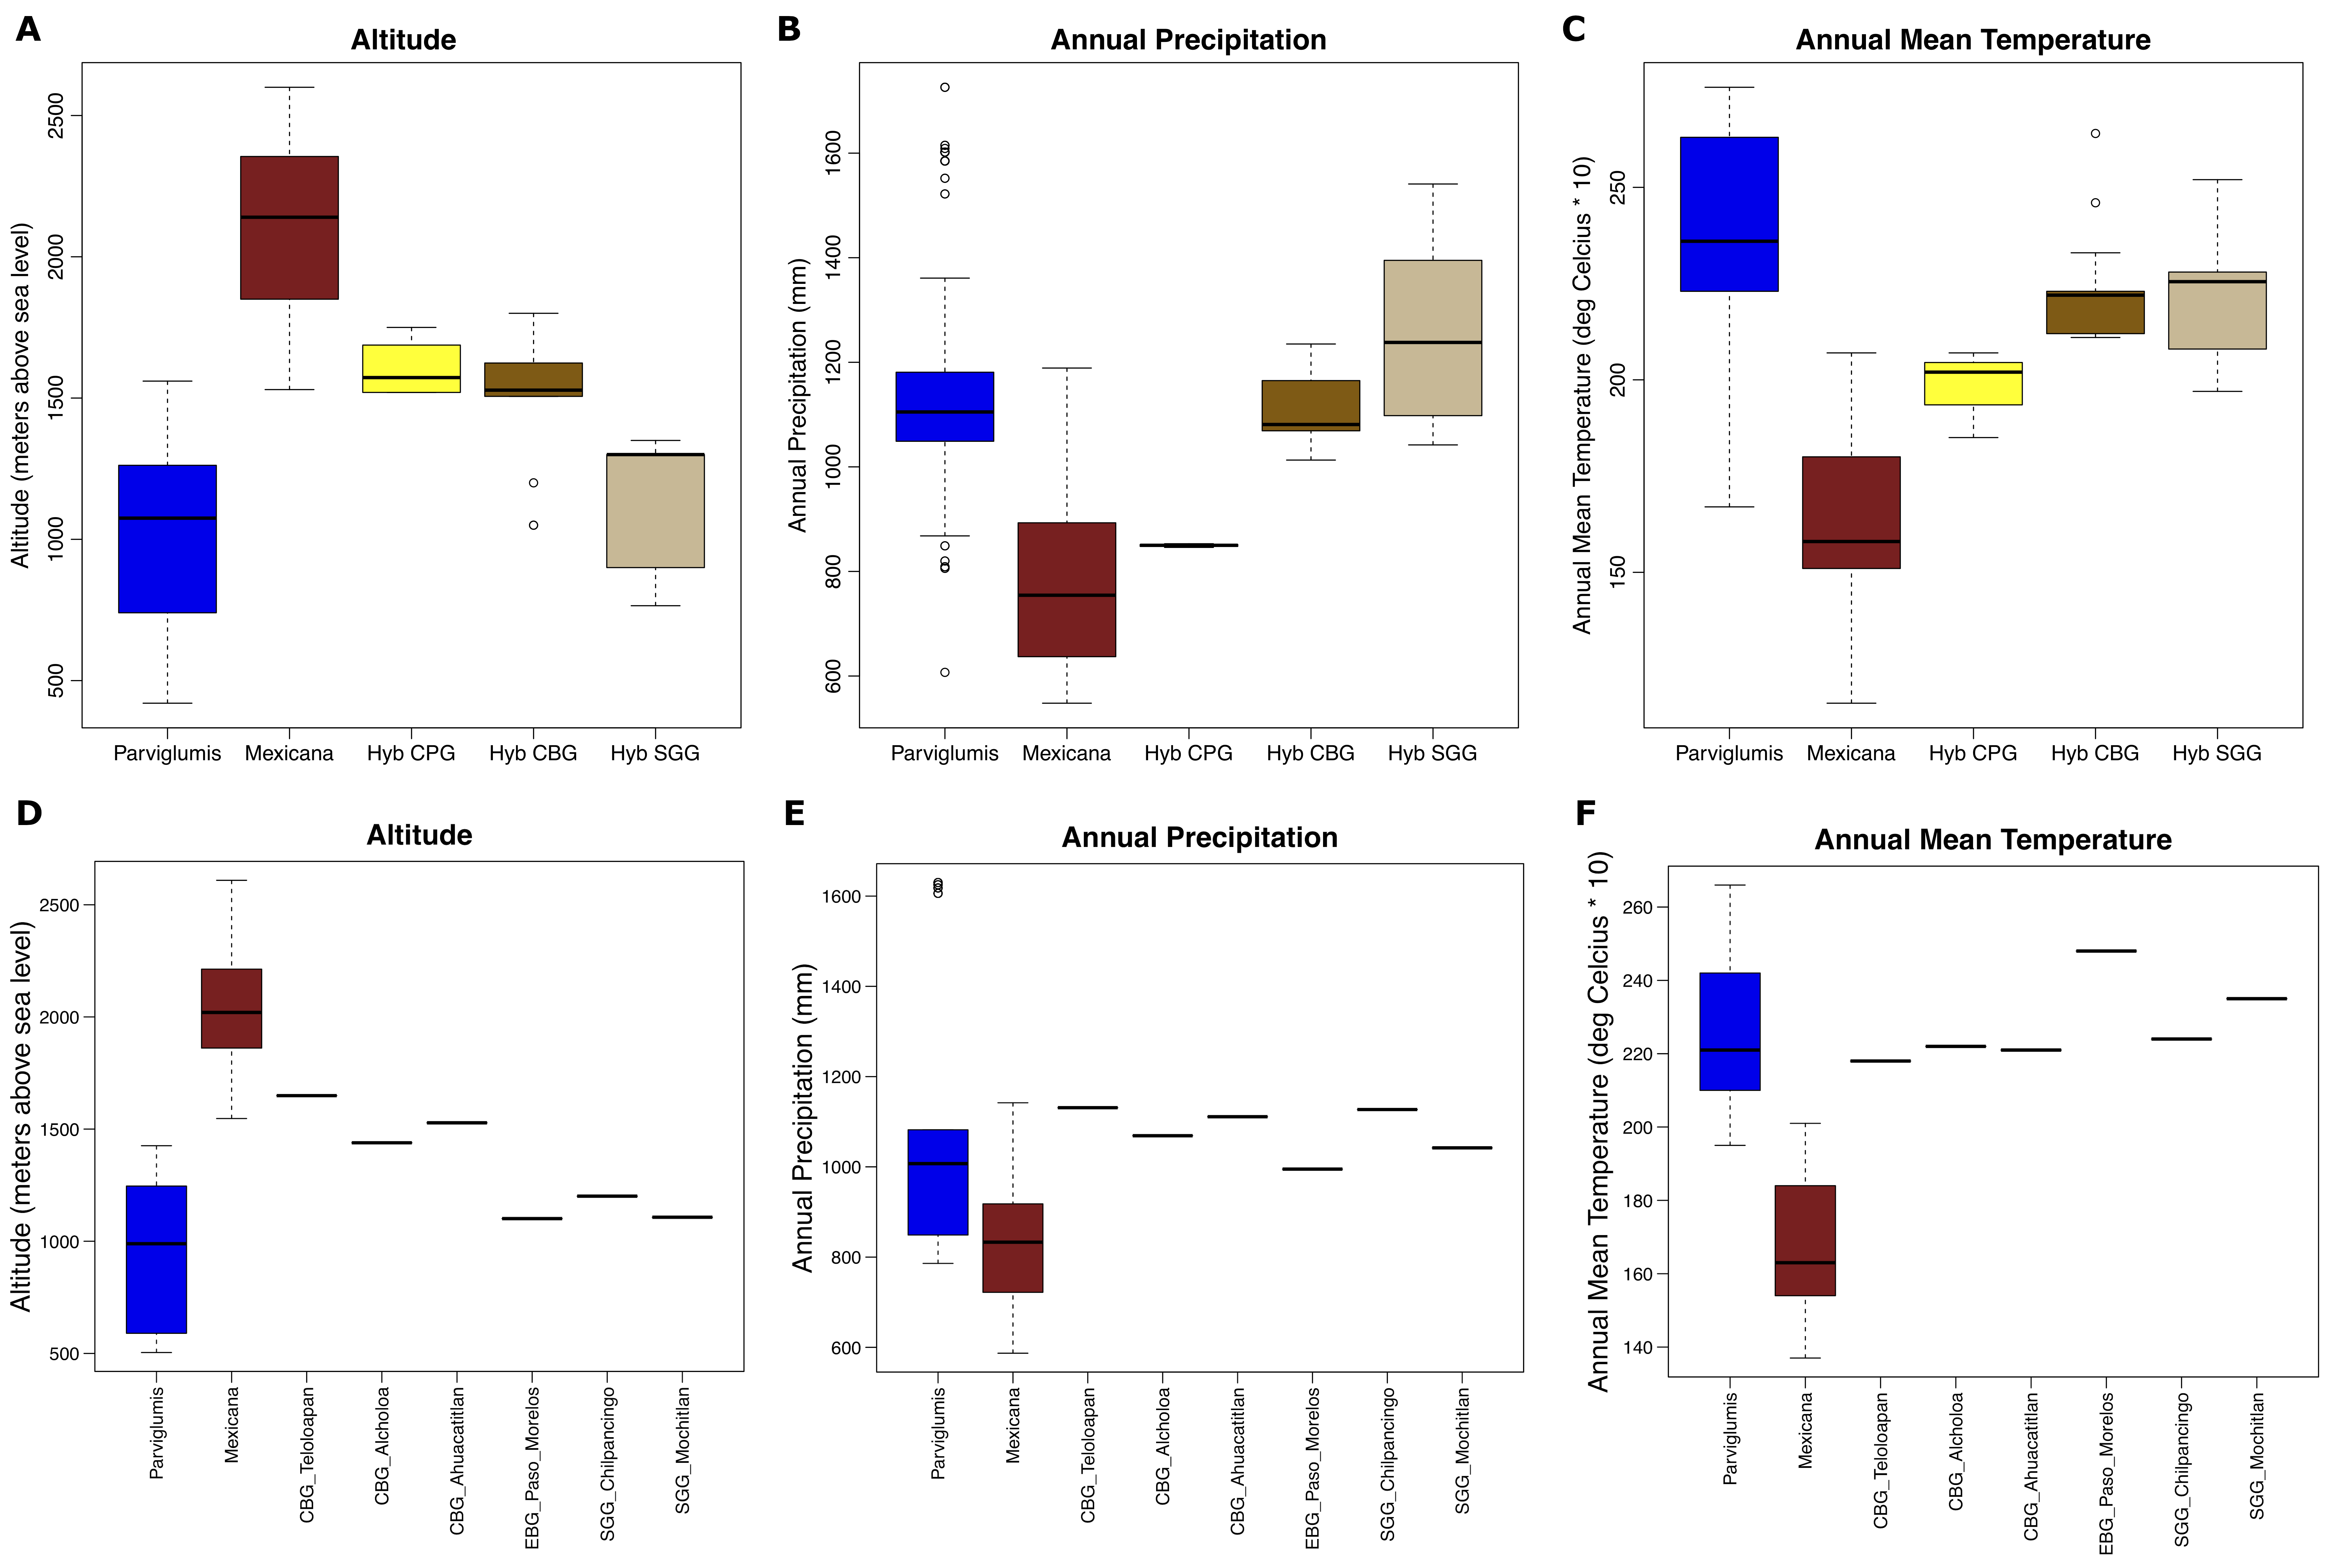 A
Altitude
Altitude (meters above sea level)
2500
2000
1500
1000
500
Parviglumis Mexicana Hyb CPG Hyb CBG Hyb SGG
B
Annual Precipitation
Annual Precipitation (mm)
1600
1400
1200
1000
800
600
Parviglumis Mexicana Hyb CPG Hyb CBG Hyb SGG
C
Annual Mean Temperature
Annual Mean Temperature (deg Celcius * 10)
250
200
150
Parviglumis Mexicana Hyb CPG Hyb CBG Hyb SGG
D
Altitude
Altitude (meters above sea level)
2500
2000
1500
1000
500
Parviglumis
Mexicana
CBG_Teloloapan
CBG_Alcholoa
CBG_Ahuacatitlan
EBG_Paso_Morelos
SGG_Chilpancingo
SGG_Mochitlan
E
Annual Precipitation
Annual Precipitation (mm)
1600
1400
1200
1000
800
600
Parviglumis
Mexicana
CBG_Teloloapan
CBG_Alcholoa
CBG_Ahuacatitlan
EBG_Paso_Morelos
SGG_Chilpancingo
SGG_Mochitlan
F
Annual Mean Temperature
Annual Mean Temperature (deg Celcius * 10)
260
240
220
200
180
160
140
Parviglumis
Mexicana
CBG_Teloloapan
CBG_Alcholoa
CBG_Ahuacatitlan
EBG_Paso_Morelos
SGG_Chilpancingo
SGG_Mochitlan